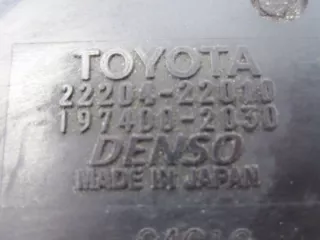 TOYOTA
22204-22010
197400-2030
DENSO
MADE IN JAPAN